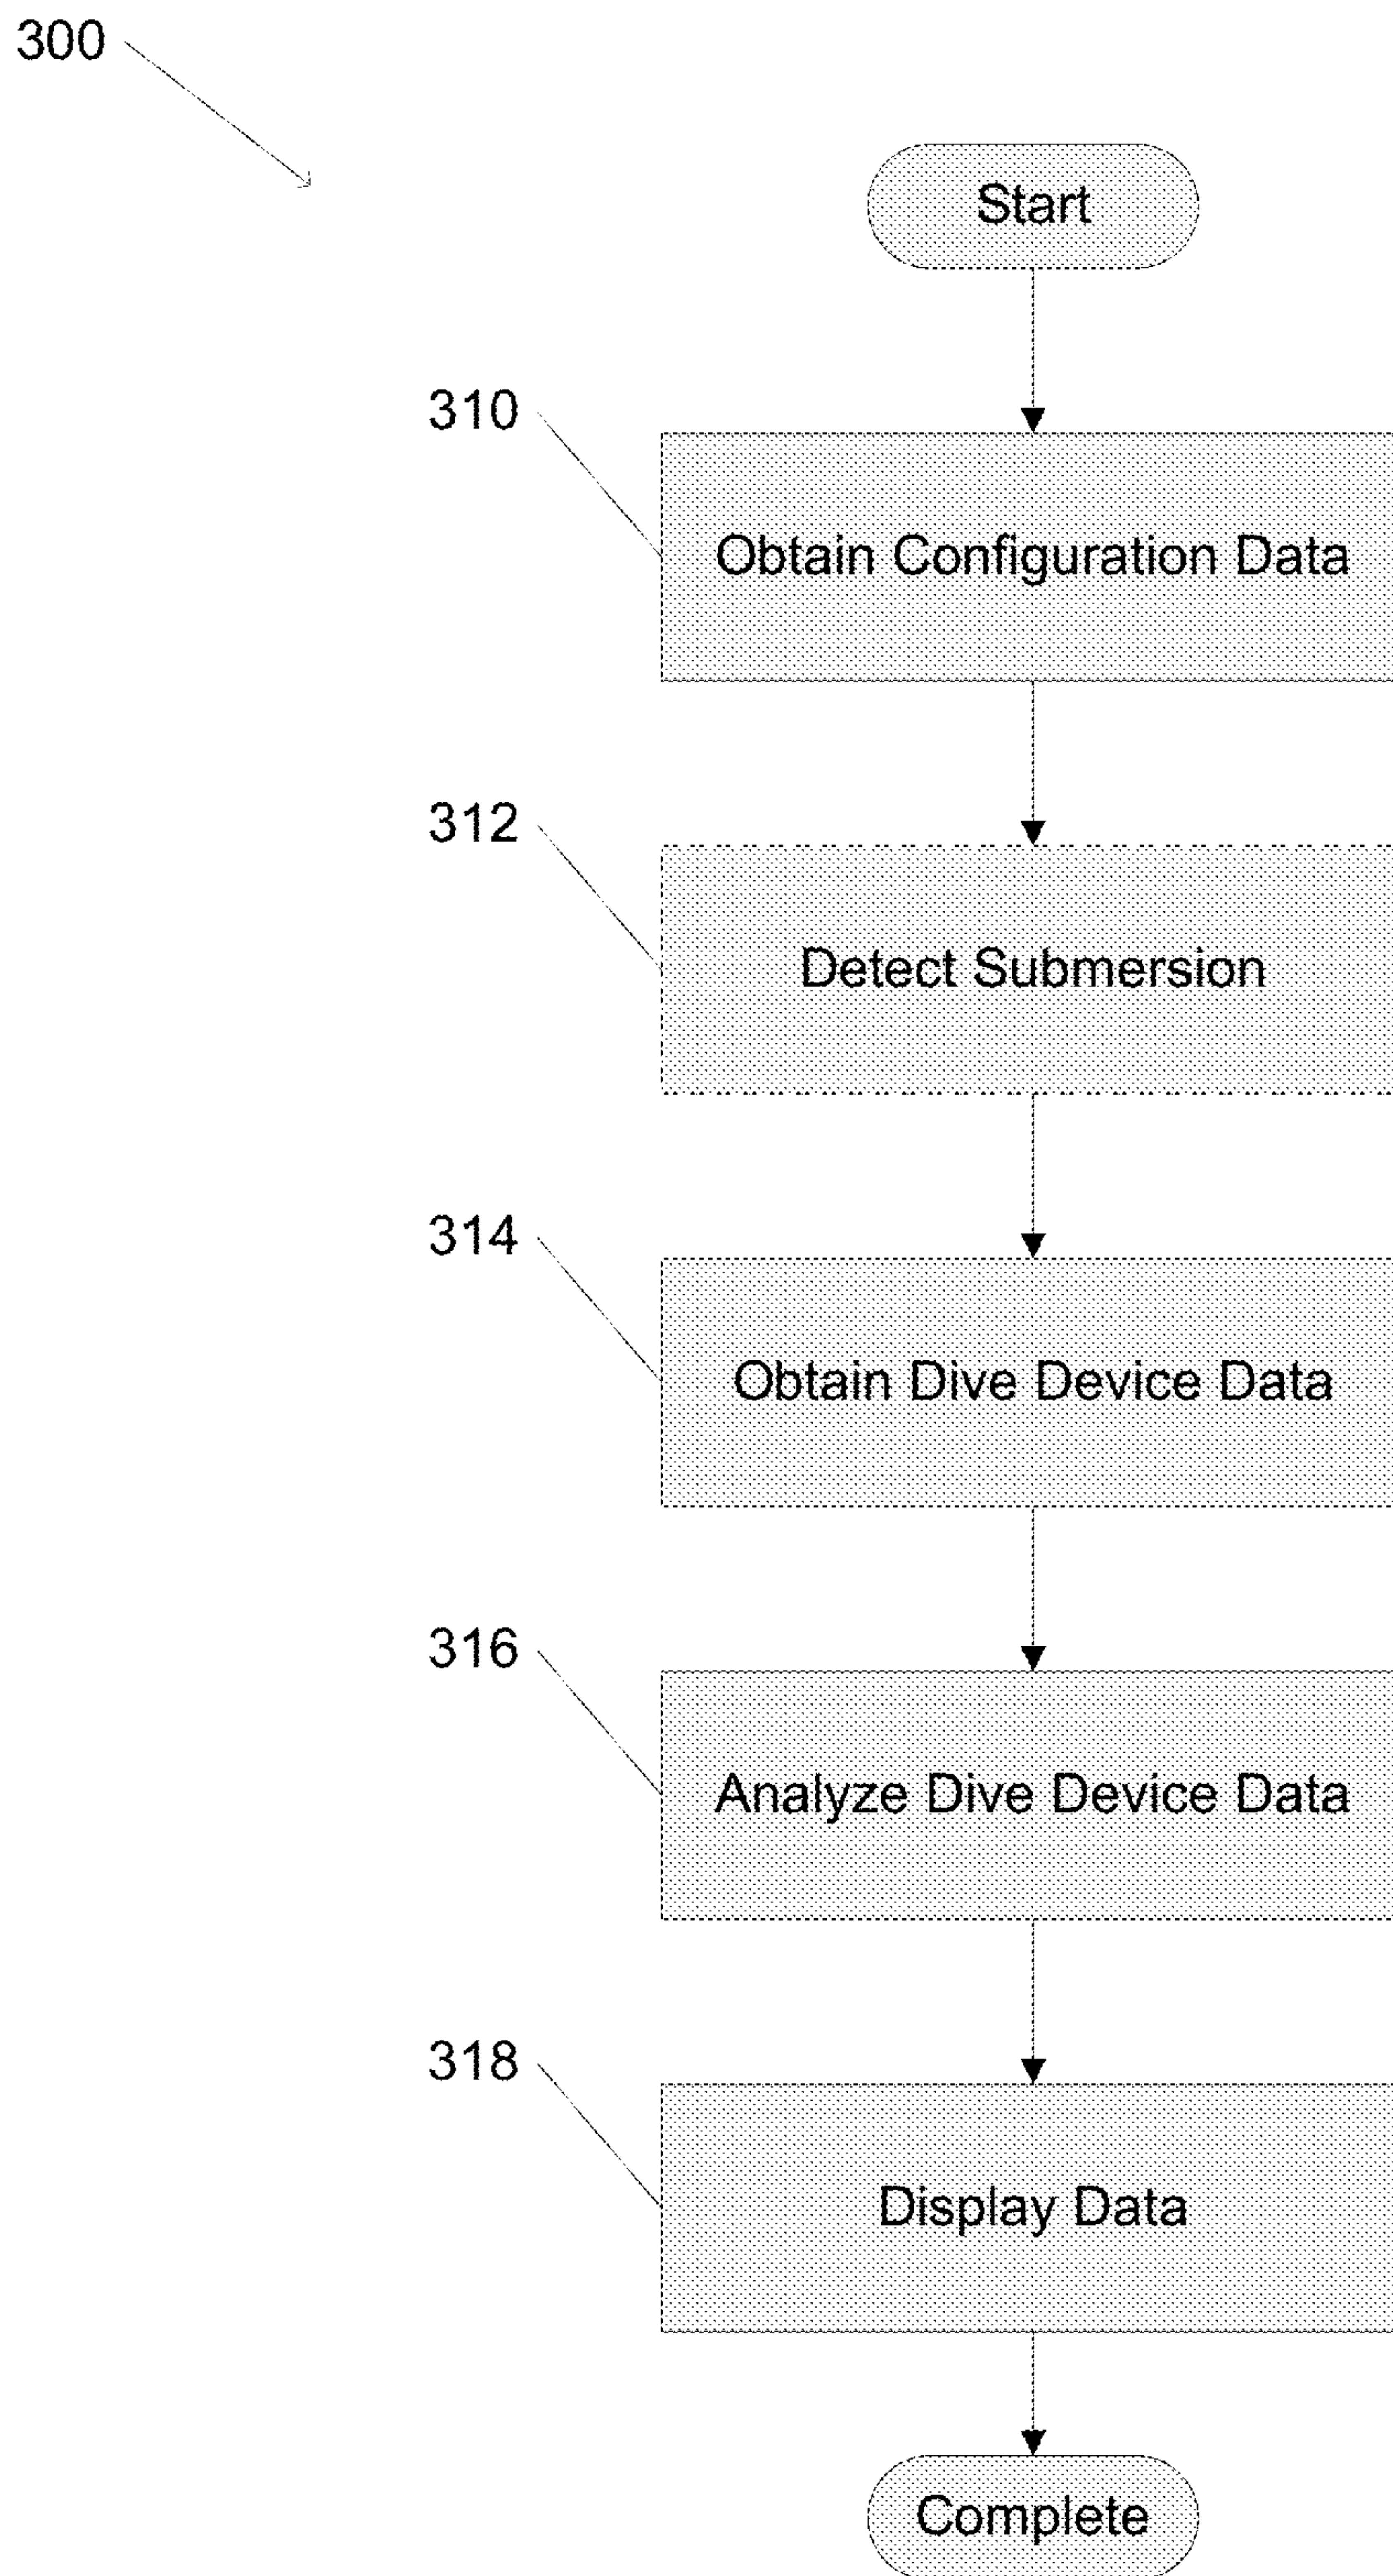 300
Start
310
Obtain Configuration Data
312
Detect Submersion
314
Obtain Dive Device Data
316
Analyze Dive Device Data
318
Display Data
Complete